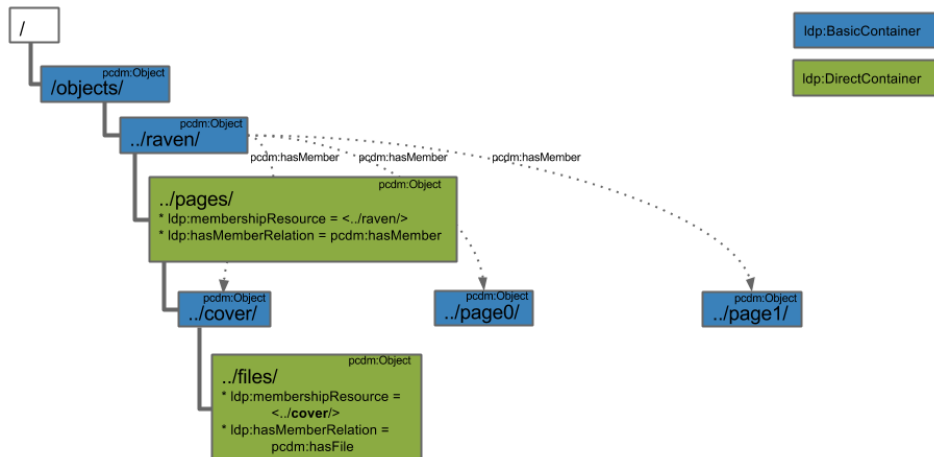 /
ldp:BasicContainer
pcdm:Object
/objects/
ldp:DirectContainer
pcdm:Object
../raven/
pcdm:hasMember
pcdm:hasMember
pcdm:hasMember
pcdm:Object
../pages/
* ldp:membershipResource = <../raven/>
* ldp:hasMemberRelation = pcdm:hasMember
pcdm:Object
../cover/
pcdm:Object
../page0/
pcdm:Object
../page1/
pcdm:Object
../files/
* ldp:membershipResource =
<../cover/>
* ldp:hasMemberRelation =
pcdm:hasFile